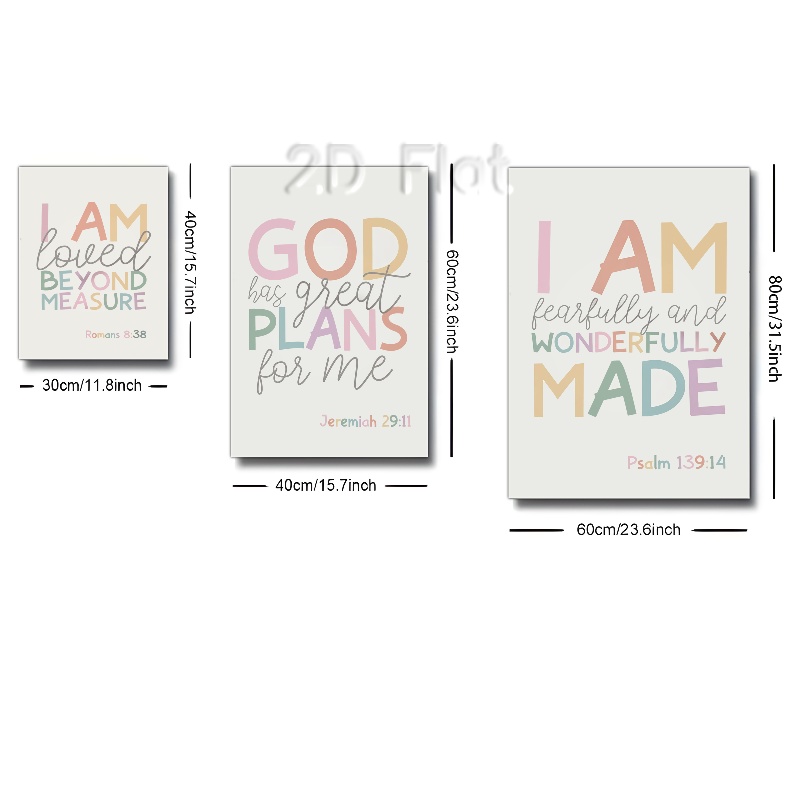 2D Flat
I AM
loved
BEYOND
MEASURE
Romans 8:38
40cm/15.7inch
30cm/11.8inch
GOD
has great
PLANS
for me
Jeremiah 29:11
60cm/23.6inch
40cm/15.7inch
I AM
fearfully and
WONDERFULLY
MADE
Psalm 139:14
80cm/31.5inch
60cm/23.6inch